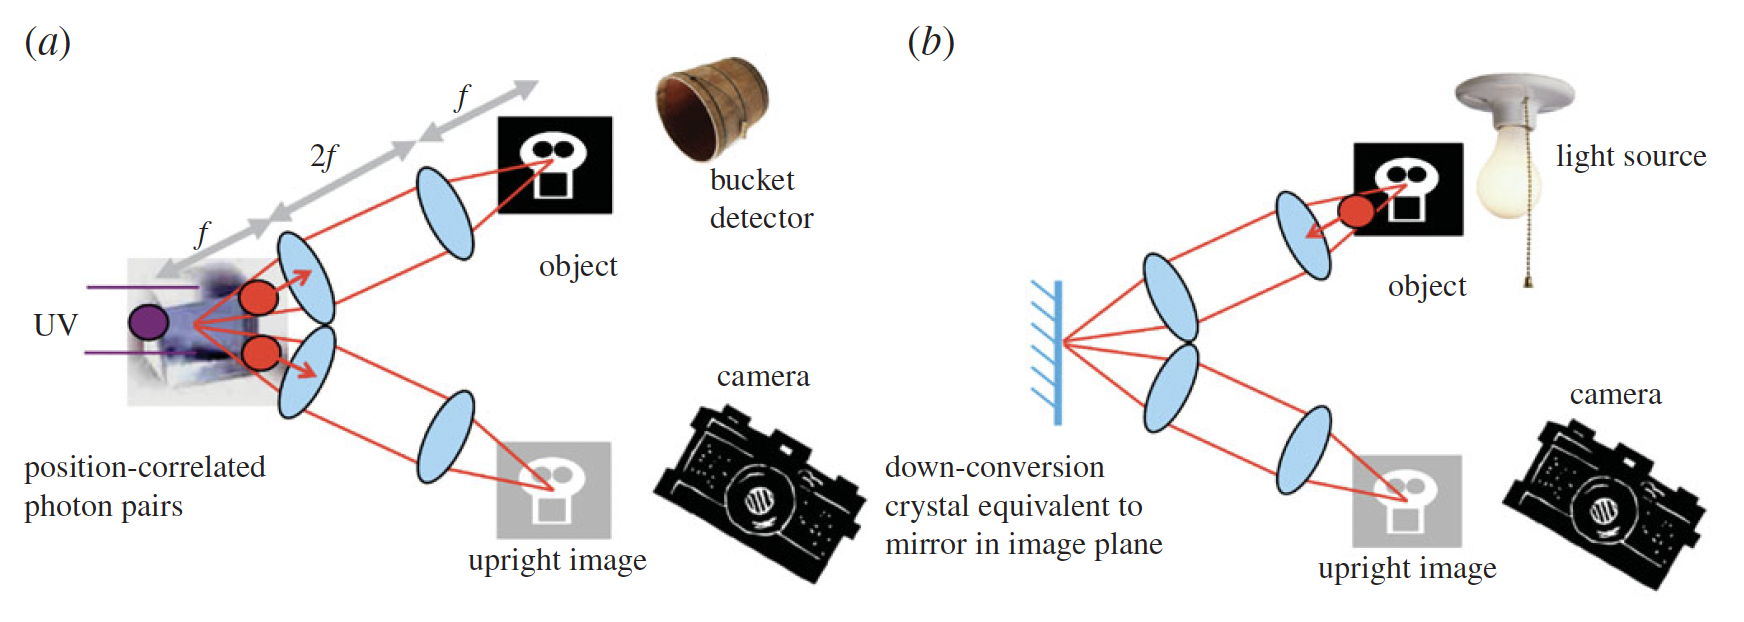 (a)
f
2f
f
bucket
detector
object
UV
camera
position-correlated
photon pairs
upright image
(b)
light source
object
camera
down-conversion
crystal equivalent to
mirror in image plane
upright image